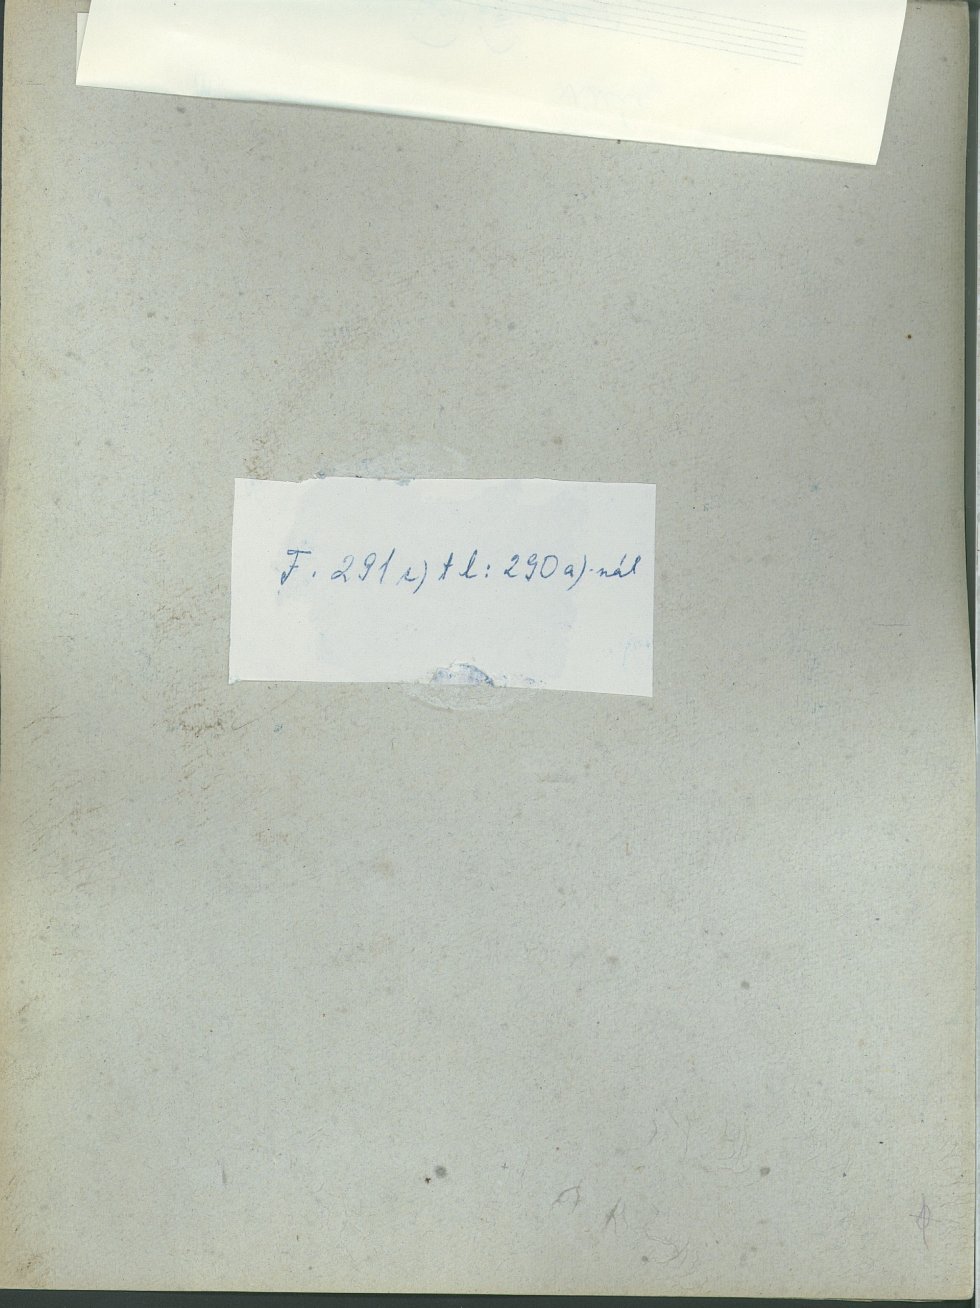 F. 291 c) t l: 290 a)-nál